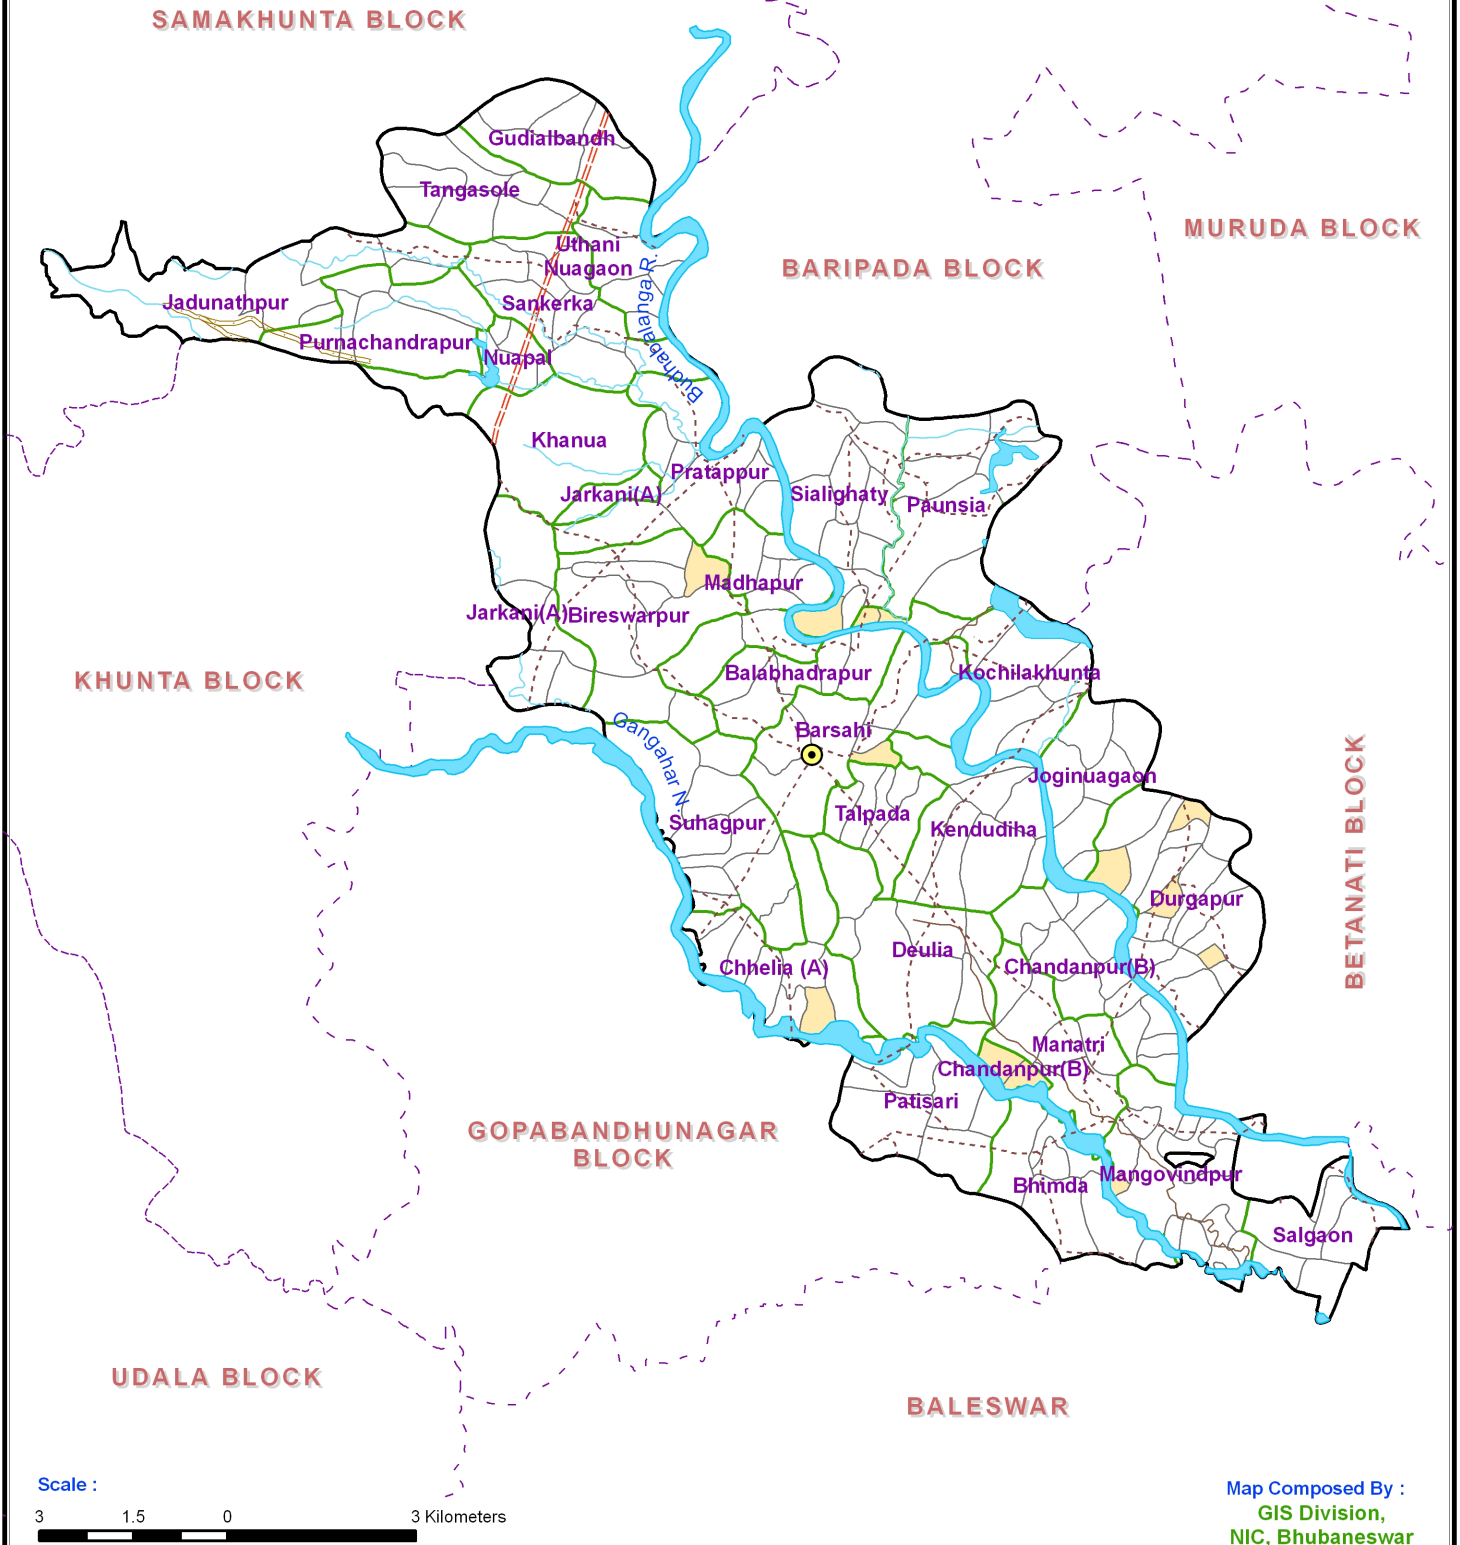 SAMAKHUNTA BLOCK
Gudialbandh
Tangasole
MURUDA BLOCK
Uthani
Nuagaon
BARIPADA BLOCK
Jadunathpur
Sankerka
Budhabalanga R.
Purnachandrapur
Nuapal
Khanua
Pratappur
Jarkani(A)
Sialighaty
Paunsia
Madhapur
Jarkani(A)
Bireswarpur
KHUNTA BLOCK
Balabhadrapur
Kochilakhunta
Gangahar N.
Barsahi
Joginuagaon
Suhagpur
Talpada
Kendudiha
BETANATI BLOCK
Durgapur
Deulia
Chhelia (A)
Chandanpur(B)
Manatri
Chandanpur(B)
Patisari
GOPABANDHUNAGAR
BLOCK
Mangovindpur
Bhimda
Salgaon
UDALA BLOCK
BALESWAR
Scale :
3 1.5 0 3 Kilometers
Map Composed By :
GIS Division,
NIC, Bhubaneswar